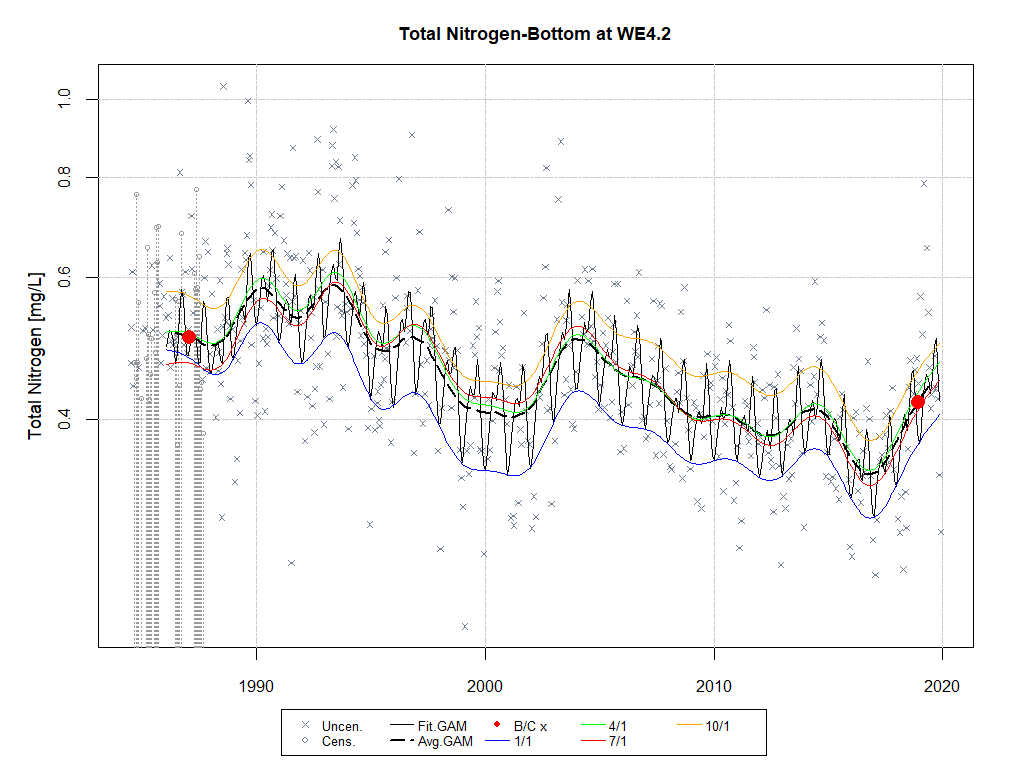 Total Nitrogen-Bottom at WE4.2
Total Nitrogen [mg/L]
1.0
0.8
0.6
0.4
1990
2000
2010
2020
Uncen.
Fit.GAM
B/C x
4/1
10/1
Cens.
Avg.GAM
1/1
7/1